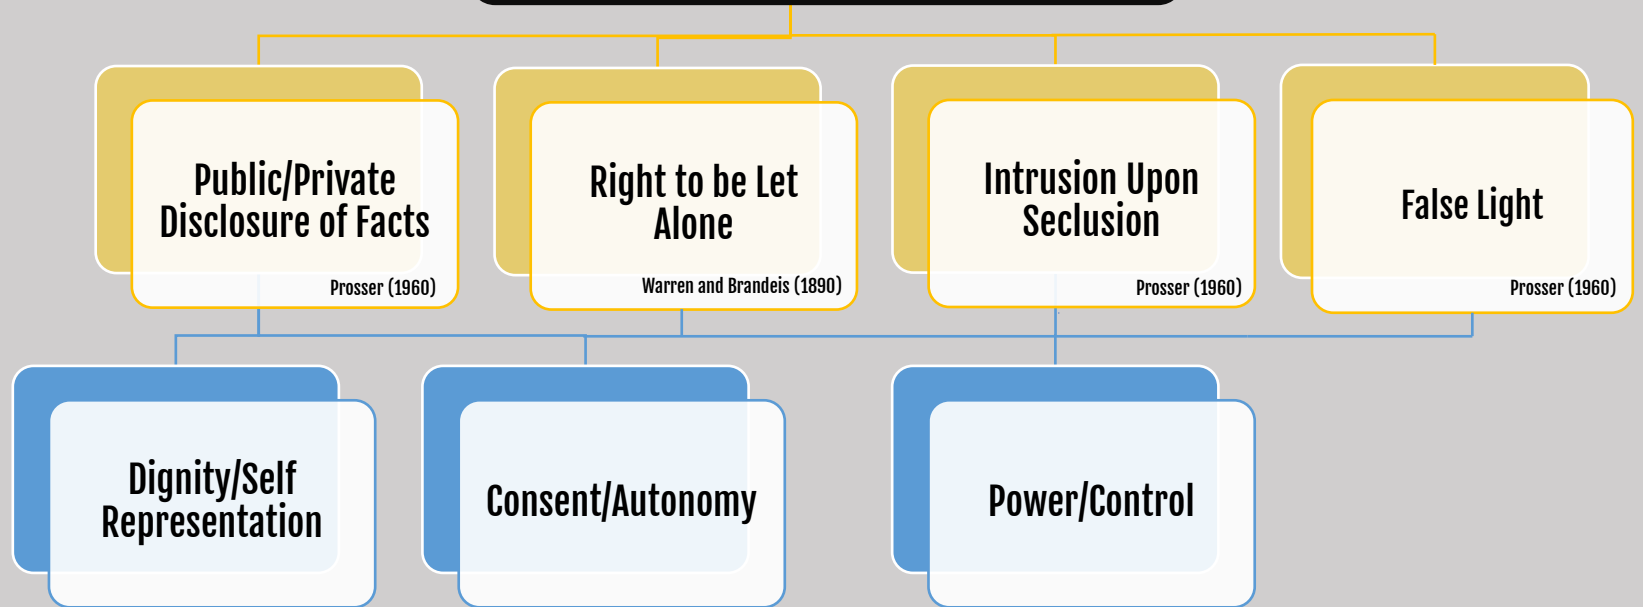 Public/Private
Disclosure of Facts
Prosser (1960)
Right to be Let
Alone
Warren and Brandeis (1890)
Intrusion Upon
Seclusion
Prosser (1960)
False Light
Prosser (1960)
Dignity/Self
Representation
Consent/Autonomy
Power/Control